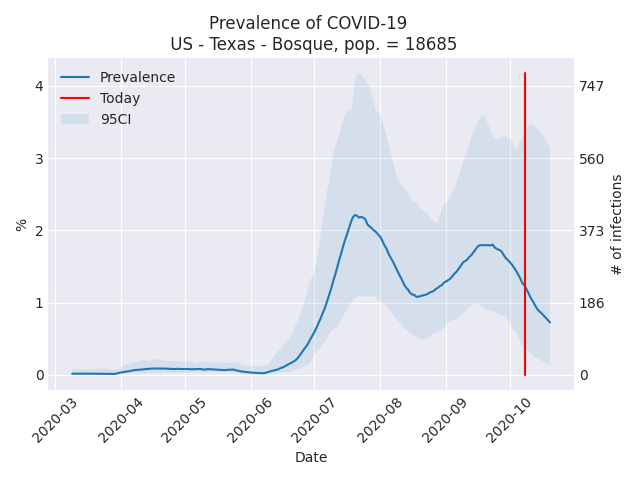 Prevalence of COVID-19
US - Texas - Bosque, pop. = 18685
Prevalence
Today
95CI
4
3
2
1
0
%
747
560
373
186
0
# of infections
2020-03
2020-04
2020-05
2020-06
2020-07
2020-08
2020-09
2020-10
Date